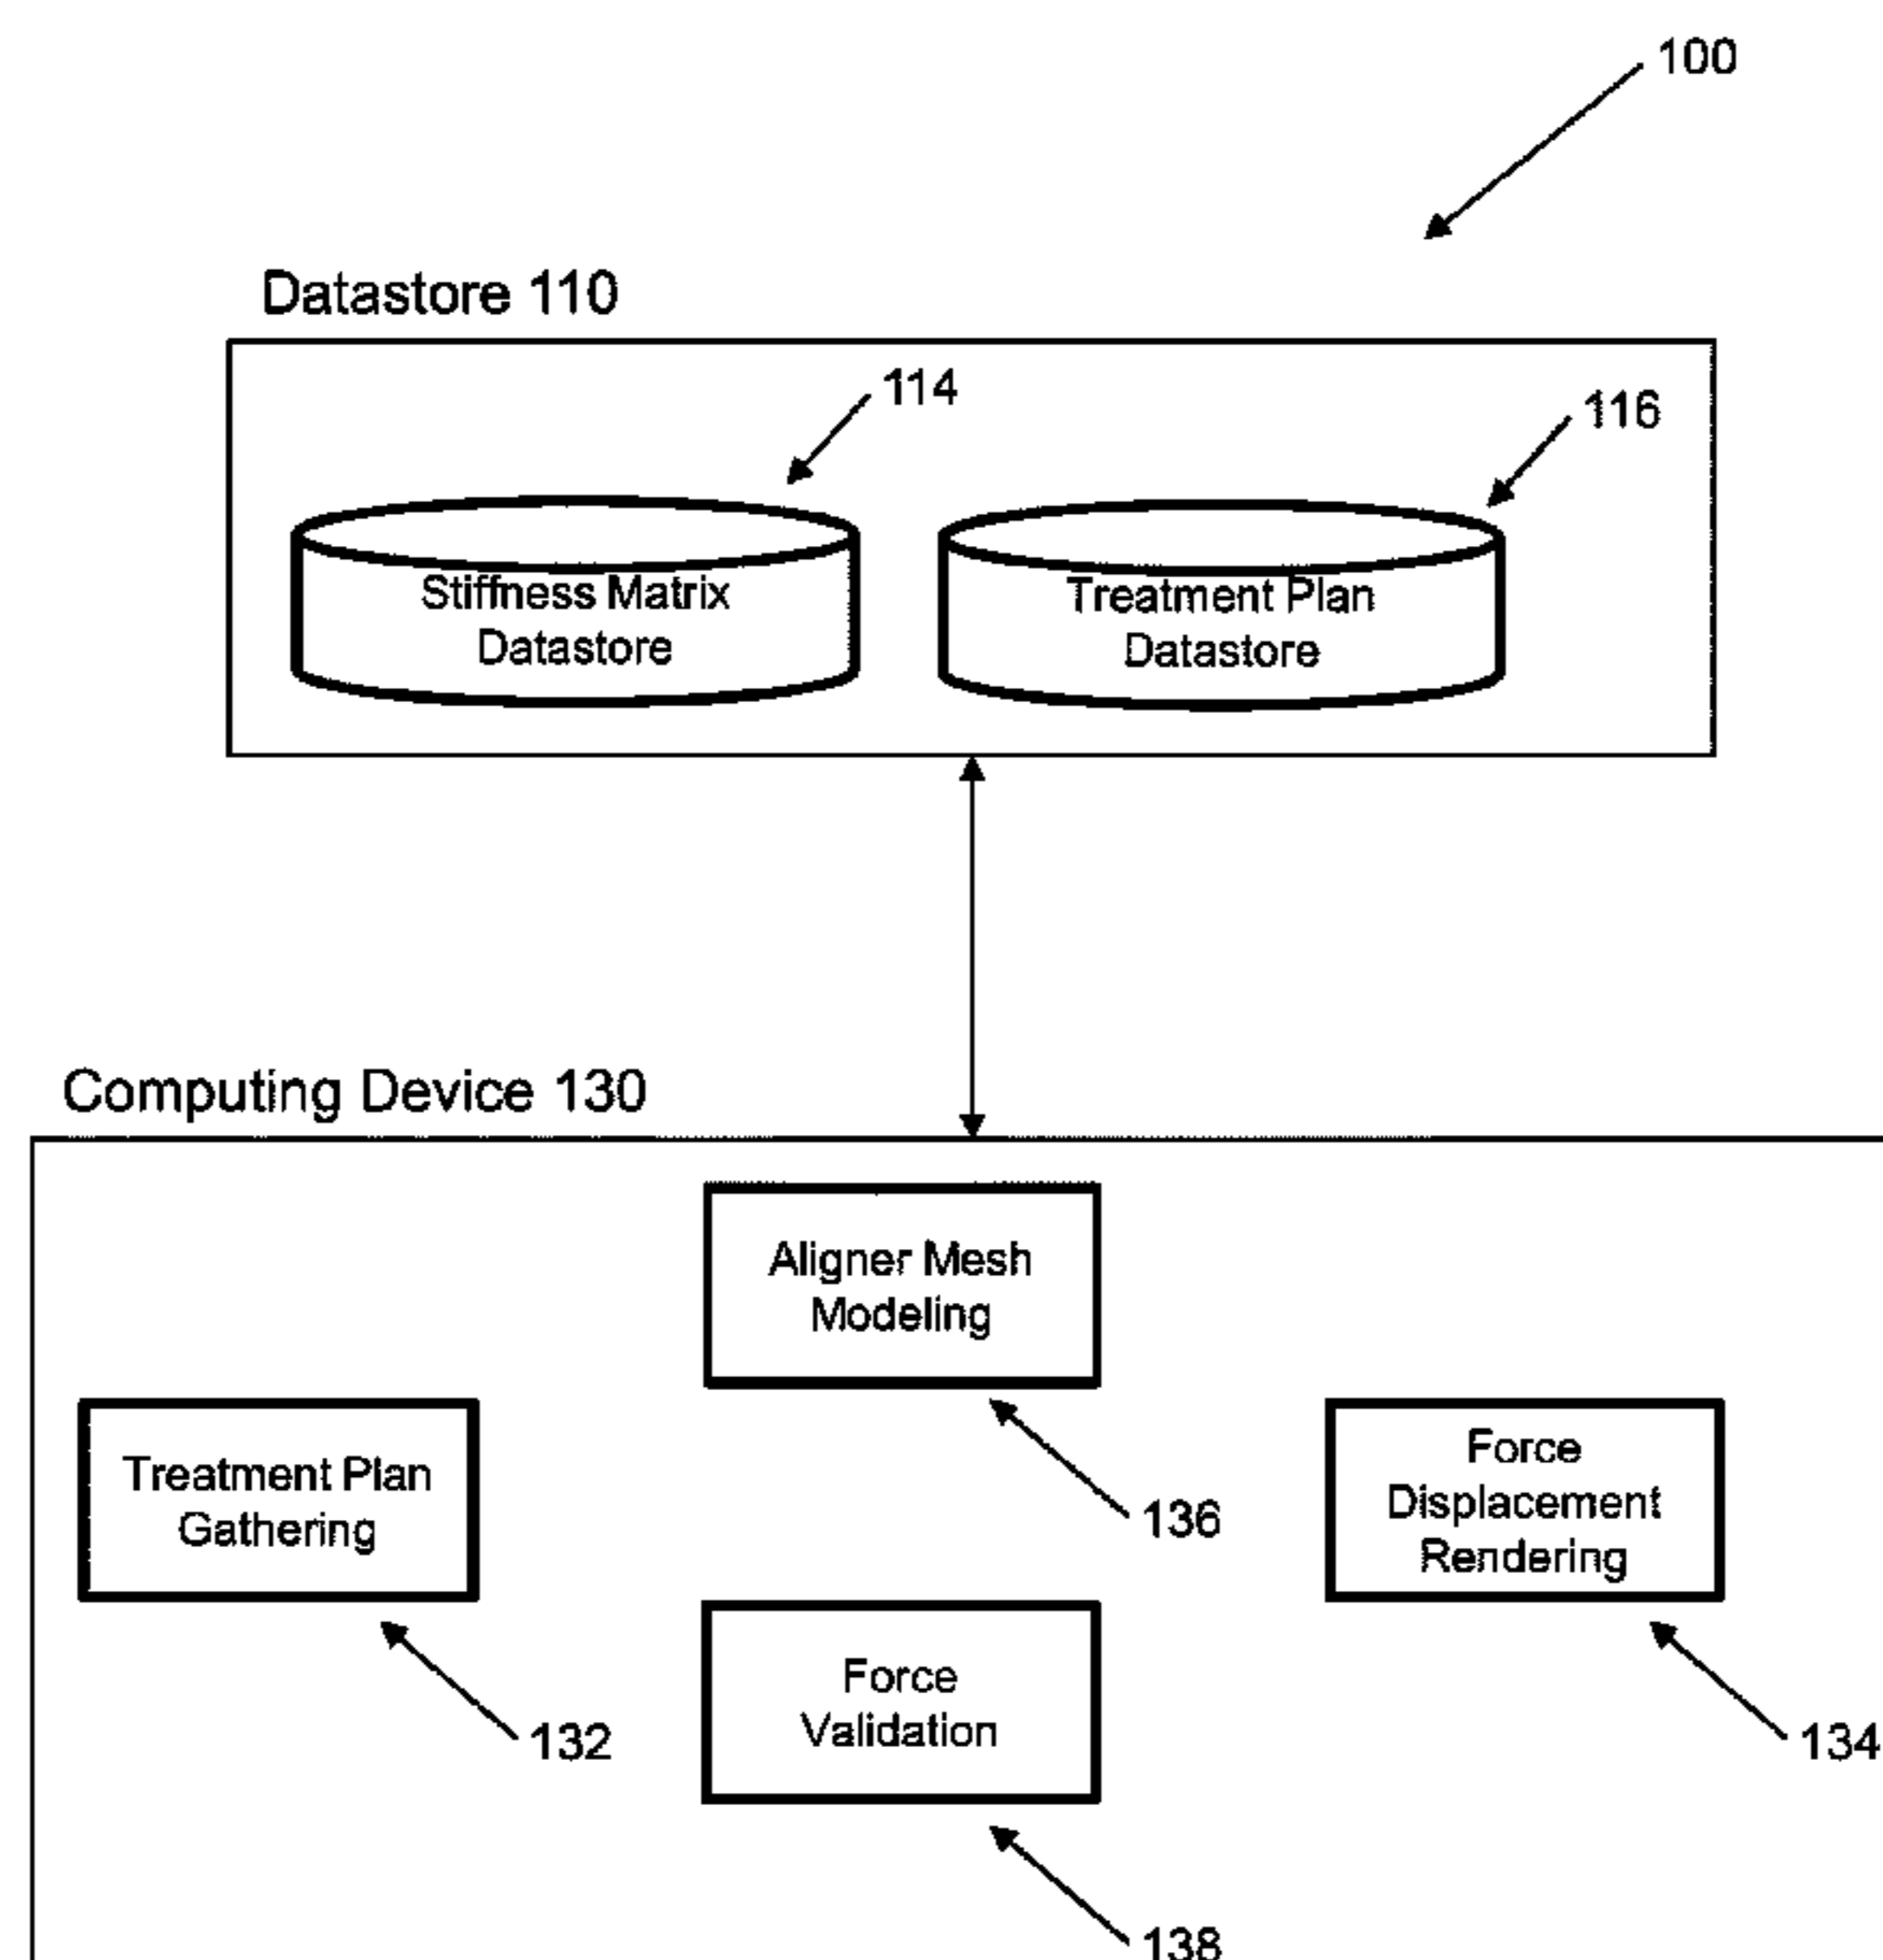 100
Datastore 110
114
116
Stiffness Matrix
Datastore
Treatment Plan
Datastore
Computing Device 130
Aligner Mesh
Modeling
136
Treatment Plan
Gathering
132
Force
Displacement
Rendering
134
Force
Validation
138